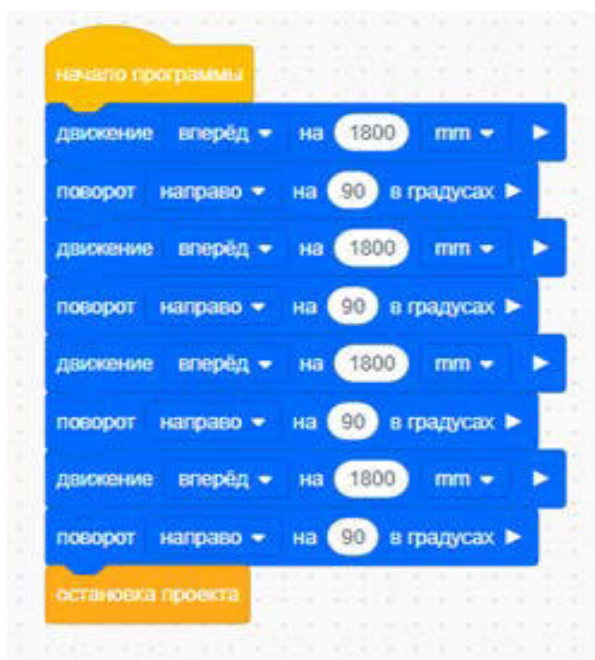 начало программы
движение вперёд на 1800 mm
поворот направо на 90 в градусах
движение вперёд на 1800 mm
поворот направо на 90 в градусах
движение вперёд на 1800 mm
поворот направо на 90 в градусах
движение вперёд на 1800 mm
поворот направо на 90 в градусах
остановка проекта